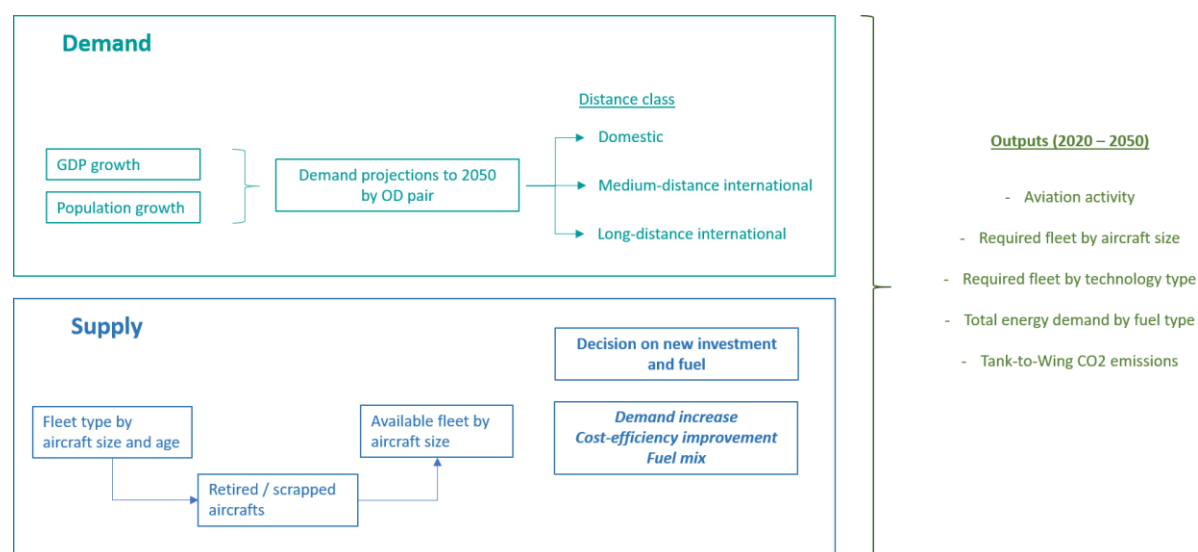 Demand
GDP growth
Population growth
Demand projections to 2050
by OD pair
Distance class
Domestic
Medium-distance international
Long-distance international
Supply
Fleet type by
aircraft size and age
Retired / scrapped
aircrafts
Available fleet by
aircraft size
Decision on new investment
and fuel
Demand increase
Cost-efficiency improvement
Fuel mix
Outputs (2020 – 2050)
- Aviation activity
- Required fleet by aircraft size
- Required fleet by technology type
- Total energy demand by fuel type
- Tank-to-Wing CO2 emissions